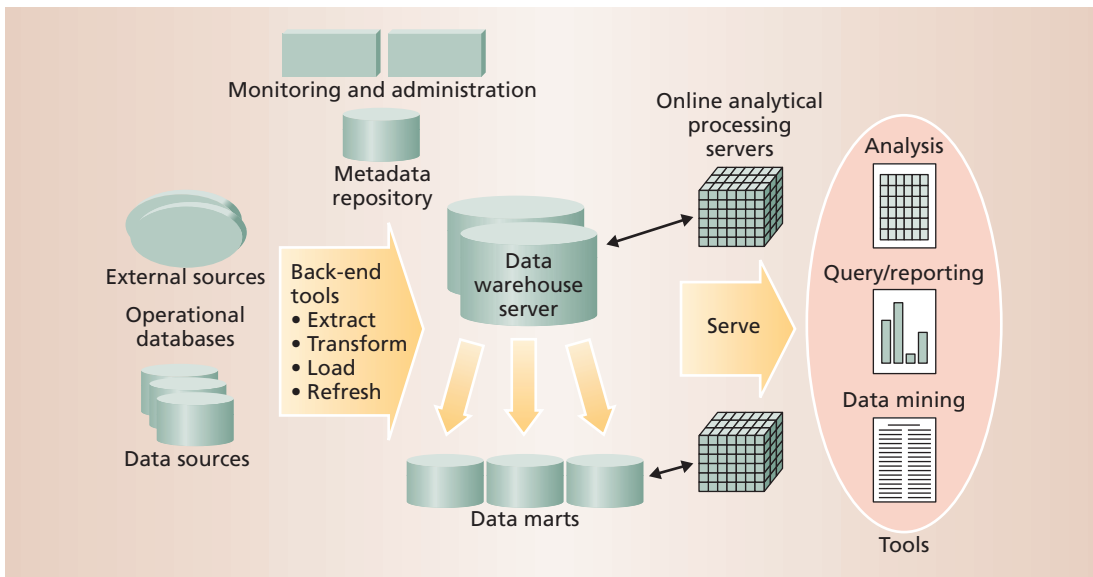 Monitoring and administration
Metadata
repository
External sources
Operational
databases
Data sources
Back-end
tools
• Extract
• Transform
• Load
• Refresh
Data
warehouse
server
Data marts
Online analytical
processing
servers
Serve
Analysis
Query/reporting
Data mining
Tools